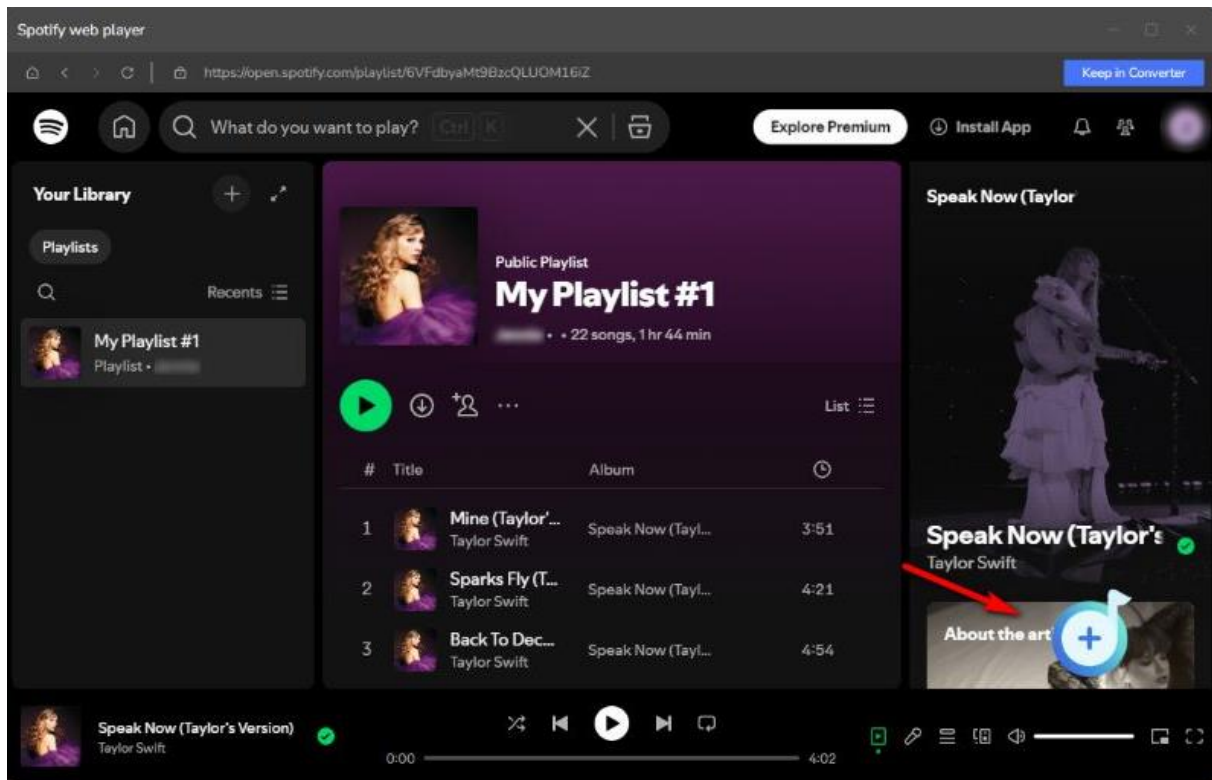 Spotify web player
https://open.spotify.com/playlist/6VFdbyaMt9BzcQLUOM16iZ
Keep in Converter
What do you want to play?
Ctrl K
Explore Premium
Install App
Your Library
Playlists
Recents
My Playlist #1
Playlist •
Public Playlist
My Playlist #1
• • 22 songs, 1 hr 44 min
List
# Title Album
1 Mine (Taylor'... Speak Now (Tayl... 3:51
Taylor Swift
2 Sparks Fly (T... Speak Now (Tayl... 4:21
Taylor Swift
3 Back To Dec... Speak Now (Tayl... 4:54
Taylor Swift
Speak Now (Taylor
Speak Now (Taylor's
Taylor Swift
About the art
Speak Now (Taylor's Version)
Taylor Swift
0:00
4:02